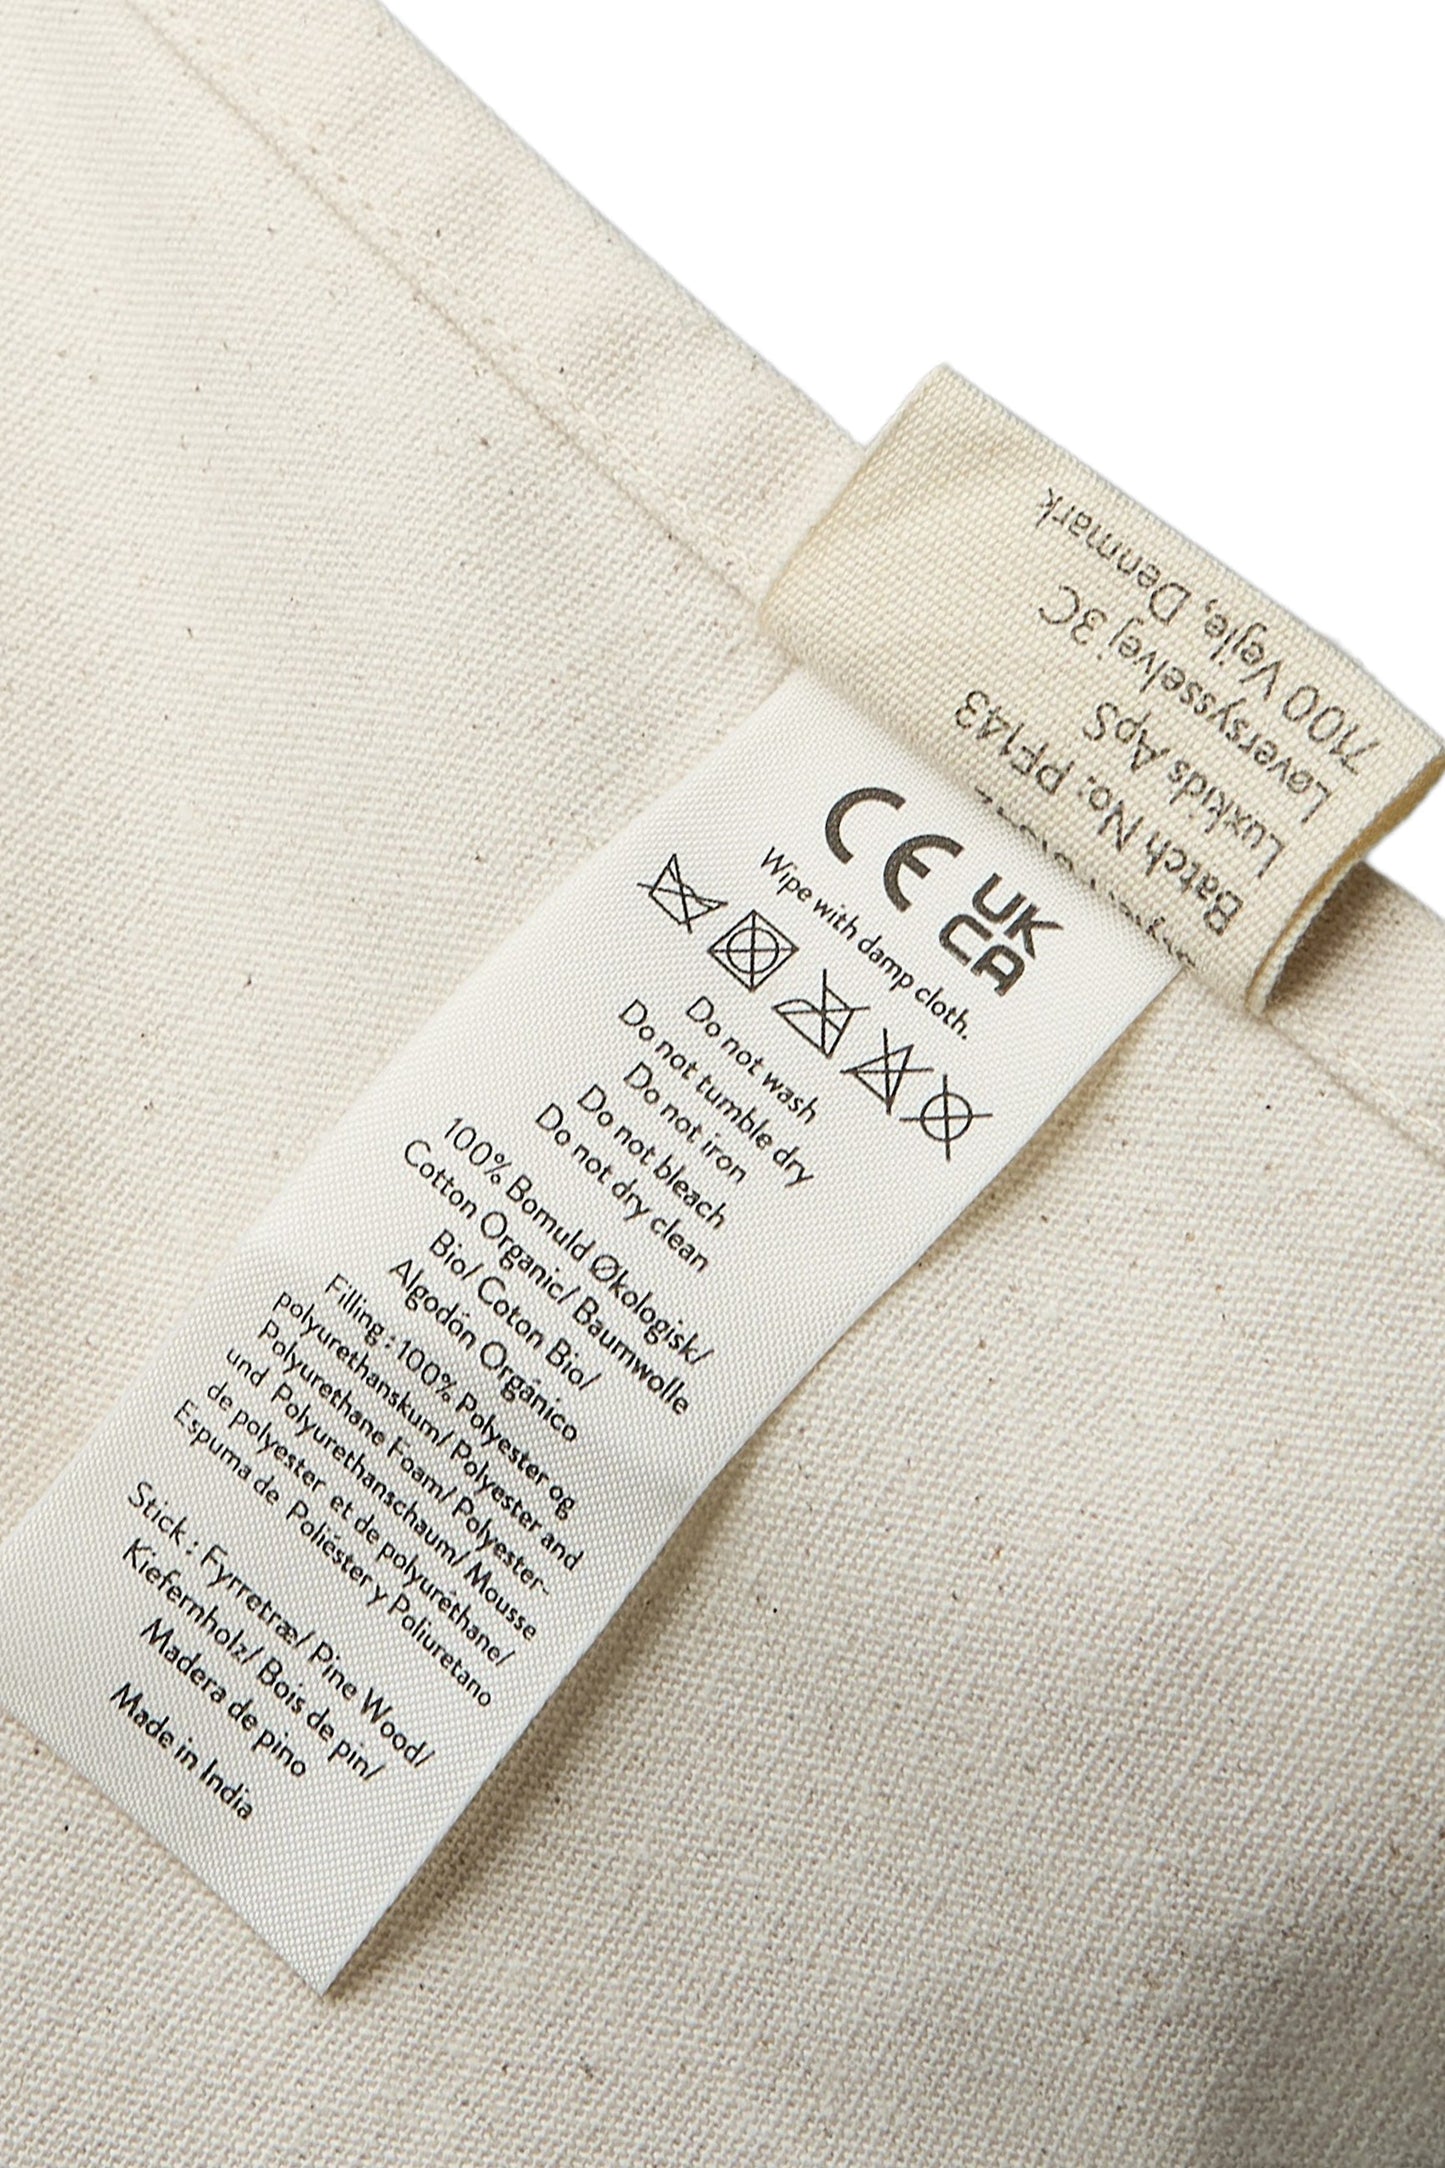 CE UK
CA
Wipe with damp cloth.
Do not wash
Do not tumble dry
Do not iron
Do not bleach
Do not dry clean
100% Bomuld Økologisk/
Cotton Organic/ Baumwolle
Bio/ Coton Bio/
Algodón Orgánico
Filling : 100% Polyester og
polyurethanskum/ Polyester and
Polyurethane Foam/ Polyester-
und Polyurethanschaum/ Mousse
de polyester et de polyuréthane/
Espuma de Poliéster y Poliuretano
Stick : Fyrretræ/ Pine Wood/
Kiefernholz/ Bois de pin/
Madera de pino
Made in India
Batch No: PF143
Luxkids ApS
Løversysselvej 3C
7100 Vejle, Denmark